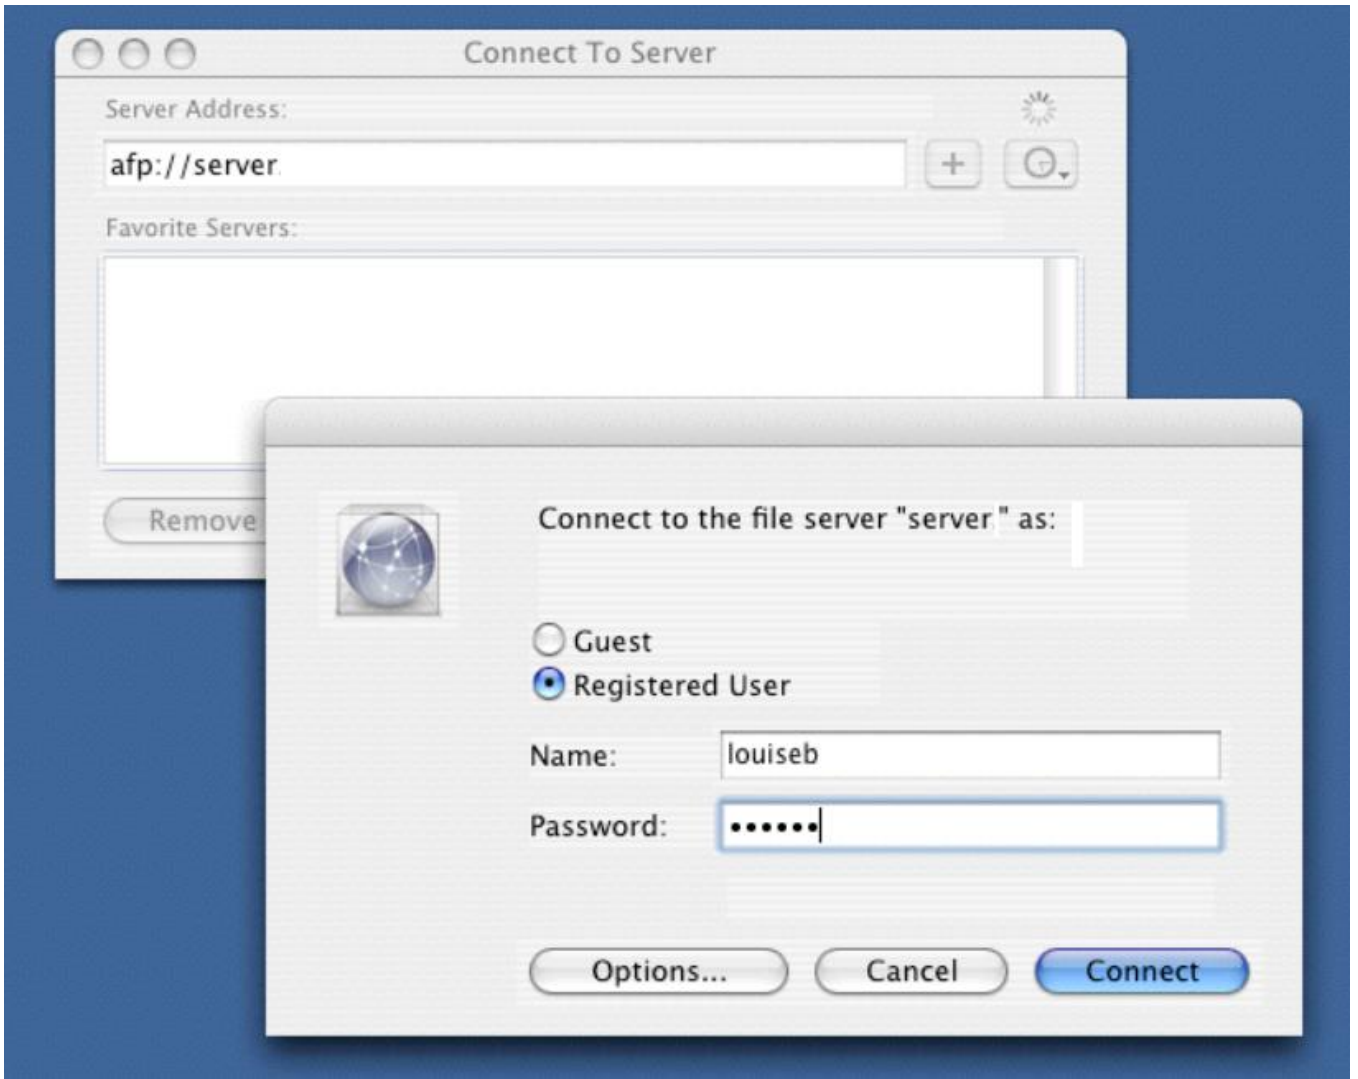 Connect To Server
Server Address:
afp://server
Favorite Servers:
Remove
Connect to the file server "server " as:
Guest
Registered User
Name: louiseb
Password: ••••••
Options... Cancel Connect